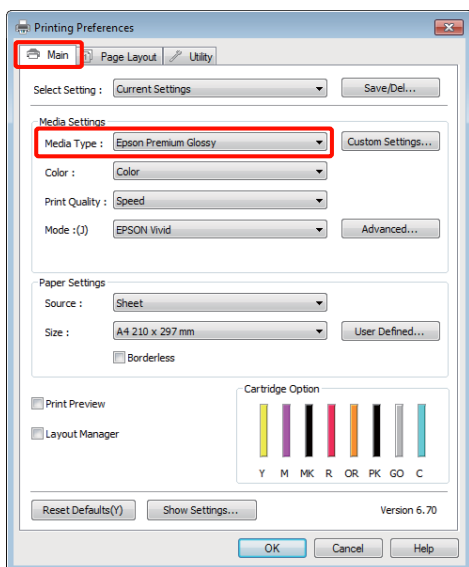 Printing Preferences
Main Page Layout Utility
Select Setting : Current Settings Save/Del...
Media Settings
Media Type : Epson Premium Glossy Custom Settings...
Color : Color
Print Quality : Speed
Mode :(J) EPSON Vivid Advanced...
Paper Settings
Source : Sheet
Size : A4 210 x 297 mm User Defined...
Borderless
Cartridge Option
Print Preview
Layout Manager
Y M MK R OR PK GO C
Reset Defaults(Y) Show Settings... Version 6.70
OK Cancel Help